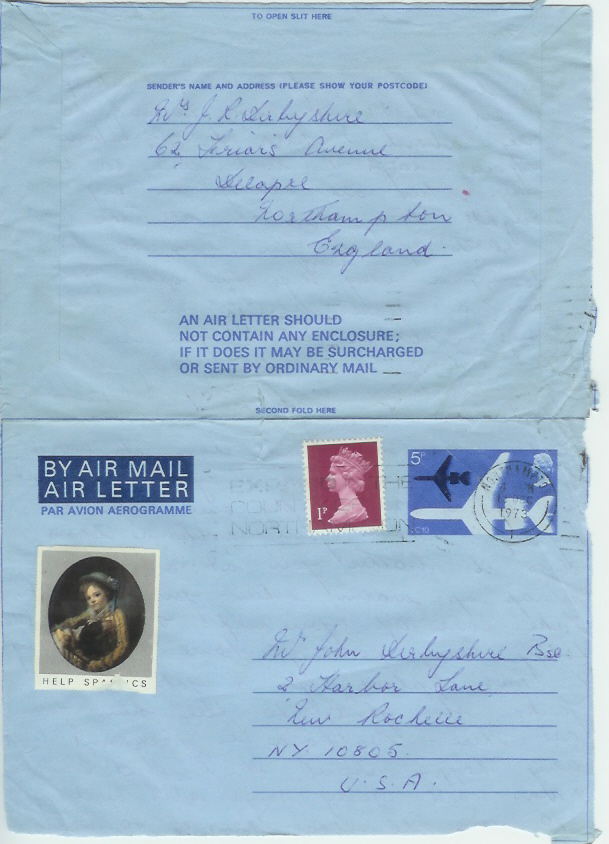 TO OPEN SLIT HERE
SENDER'S NAME AND ADDRESS (PLEASE SHOW YOUR POSTCODE)
Mrs J. R. Derbyshire
62 Friars Avenue
Delapre
Northampton
England.
AN AIR LETTER SHOULD
NOT CONTAIN ANY ENCLOSURE;
IF IT DOES IT MAY BE SURCHARGED
OR SENT BY ORDINARY MAIL
SECOND FOLD HERE
BY AIR MAIL
AIR LETTER
PAR AVION AEROGRAMME
1P
5P
1973
HELP SPA ICS
Mr John Derbyshire Bsc.
2 Harbor Lane
New Rochelle
NY 10805.
U.S.A.